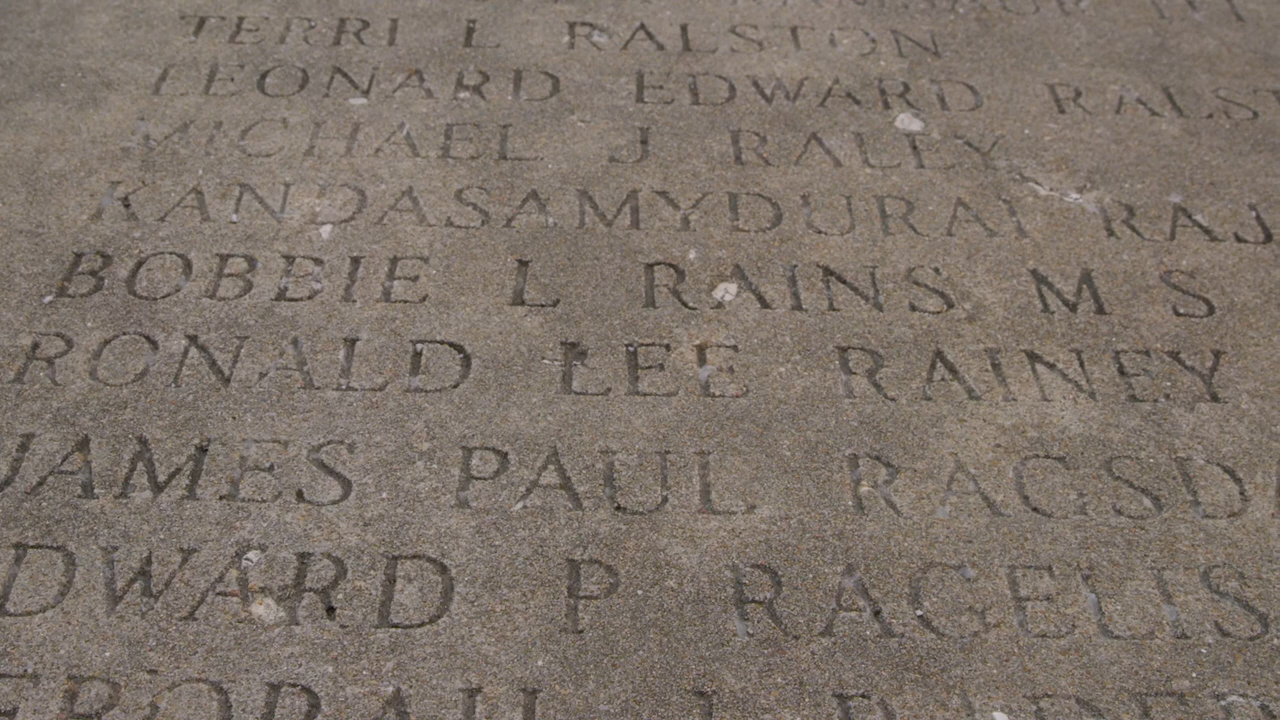 TERRI L RALSTON
LEONARD EDWARD RALST
MICHAEL J RALEY
KANDASAMYDURAI RAJ
BOBBIE L RAINS M S
RONALD LEE RAINEY
JAMES PAUL RAGSD
DWARD P RAGELIS